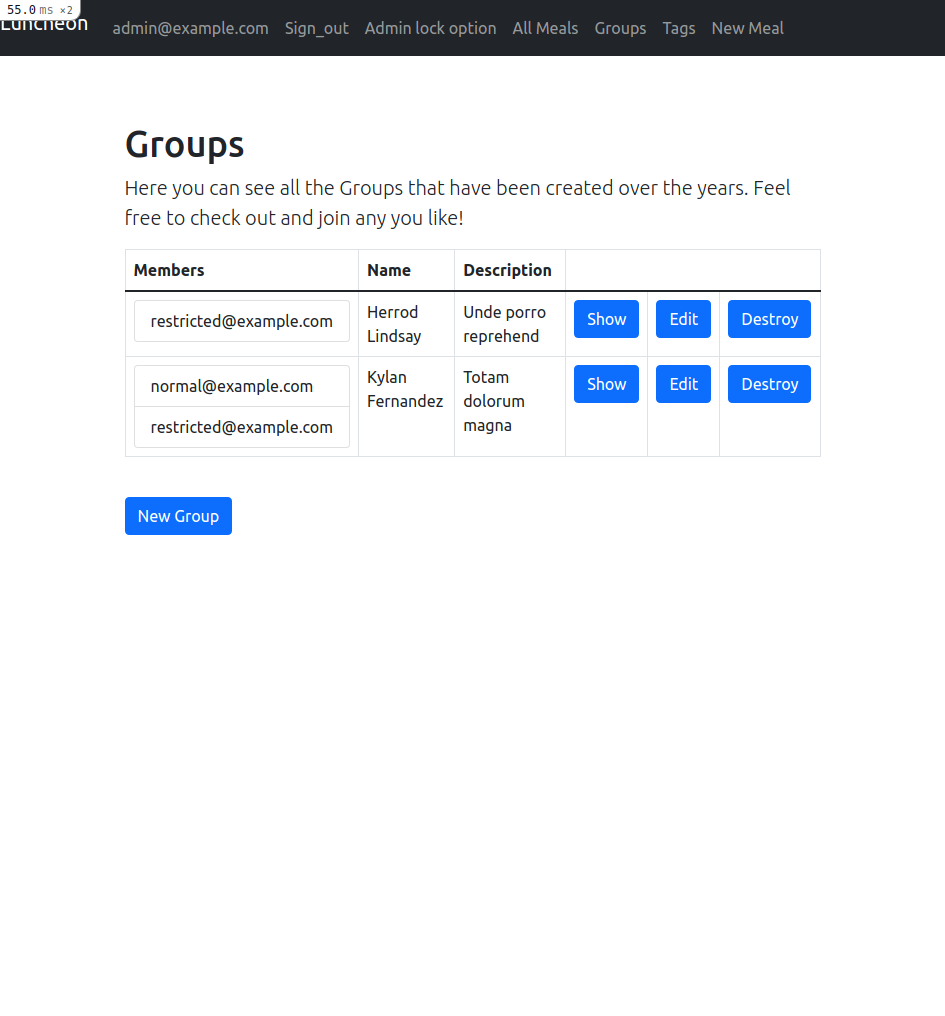 55.0 ms ×2
Luncheon admin@example.com Sign_out Admin lock option All Meals Groups Tags New Meal
Groups
Here you can see all the Groups that have been created over the years. Feel
free to check out and join any you like!
Members Name Description
restricted@example.com
Herrod
Lindsay
Unde porro
reprehend
Show Edit Destroy
normal@example.com
restricted@example.com
Kylan
Fernandez
Totam
dolorum
magna
Show Edit Destroy
New Group